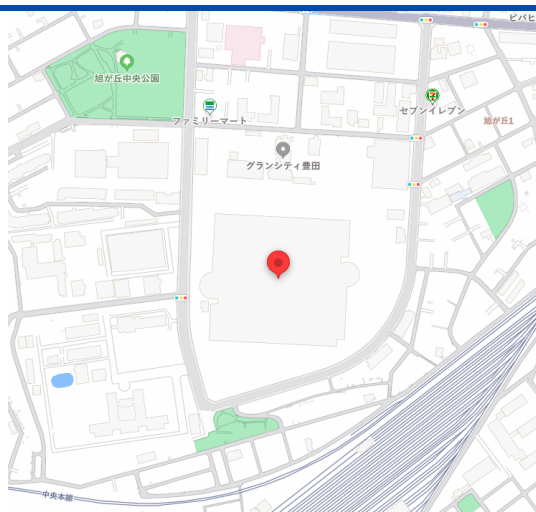 ビバヒ
旭が丘中央公園
ファミリーマート
セブンイレブン
旭が丘1
グランシティ豊田
中央本線